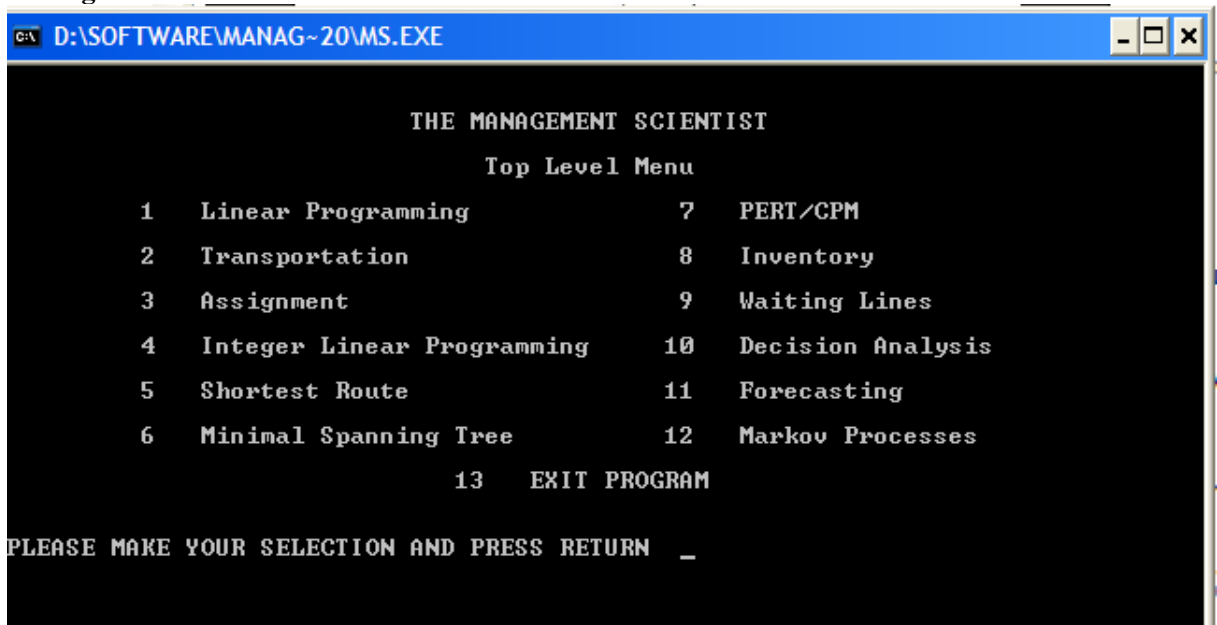 D:\SOFTWARE\MANAG~20\MS.EXE
THE MANAGEMENT SCIENTIST
Top Level Menu
1 Linear Programming 7 PERT/CPM
2 Transportation 8 Inventory
3 Assignment 9 Waiting Lines
4 Integer Linear Programming 10 Decision Analysis
5 Shortest Route 11 Forecasting
6 Minimal Spanning Tree 12 Markov Processes
13 EXIT PROGRAM
PLEASE MAKE YOUR SELECTION AND PRESS RETURN _